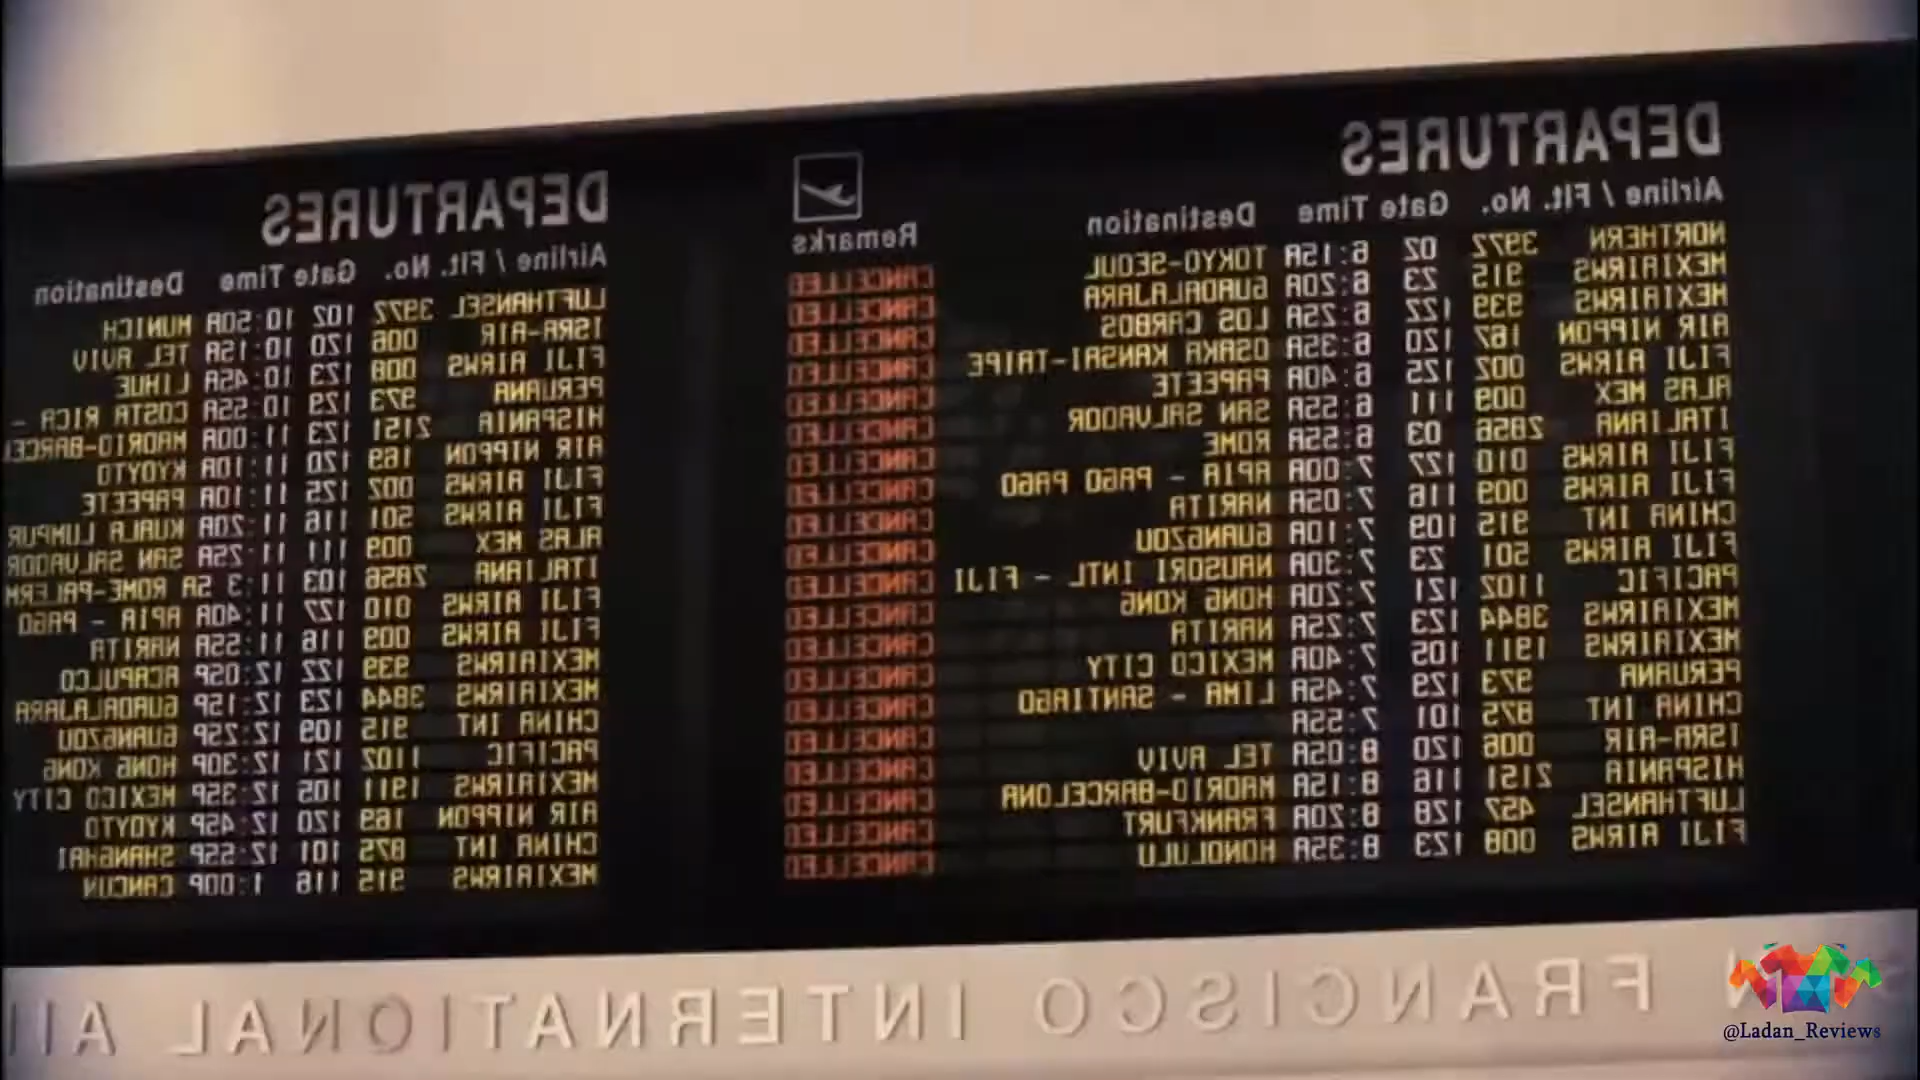 DEPARTURES
Airline / Flt. No. Gate Time Destination Remarks
NORTHERN 3972 02 6:15A TOKYO-SEOUL CANCELLED
MEXIAIRWS 915 23 6:20A GUADALAJARA CANCELLED
MEXIAIRWS 939 122 6:25A LOS CARBOS CANCELLED
AIR NIPPON 167 120 6:35A OSAKA KANSAI-TAIPE CANCELLED
FIJI AIRWS 002 125 6:40A PAPEETE CANCELLED
ALAS MEX 009 111 6:55A SAN SALVADOR CANCELLED
ITALIANA 2856 03 6:55A ROME CANCELLED
FIJI AIRWS 010 127 7:00A APIA - PAGO PAGO CANCELLED
FIJI AIRWS 009 116 7:05A NARITA CANCELLED
CHINA INT 915 109 7:10A GUANGZOU CANCELLED
FIJI AIRWS 501 23 7:30A NAUSORI INTL - FIJI CANCELLED
PACIFIC 1102 121 7:20A HONG KONG CANCELLED
MEXIAIRWS 3844 123 7:25A NARITA CANCELLED
MEXIAIRWS 1911 105 7:40A MEXICO CITY CANCELLED
PERUANA 973 129 7:45A LIMA - SANTIAGO CANCELLED
CHINA INT 875 101 7:55A CANCELLED
ISRA-AIR 006 120 8:05A TEL AVIV CANCELLED
HISPANIA 2151 116 8:15A MADRID-BARCELONA CANCELLED
LUFTHANSEL 457 128 8:20A FRANKFURT CANCELLED
FIJI AIRWS 008 123 8:35A HONOLULU CANCELLED
DEPARTURES
Airline / Flt. No. Gate Time Destination
LUFTHANSEL 3972 102 10:50A MUNICH
ISRA-AIR 006 120 10:15A TEL AVIV
FIJI AIRWS 008 123 10:45A LIHUE
PERUANA 973 129 10:55A COSTA RICA -
HISPANIA 2151 123 11:00A MADRID-BARCEL
AIR NIPPON 169 120 11:10A KYOYTO
FIJI AIRWS 002 125 11:10A PAPEETE
FIJI AIRWS 501 116 11:20A KUALA LUMPUR
ALAS MEX 009 111 11:25A SAN SALVADOR
ITALIANA 2856 103 11:3 5A ROME-PALERM
FIJI AIRWS 010 127 11:40A APIA - PAGO
FIJI AIRWS 009 116 11:55A NARITA
MEXIAIRWS 939 122 12:05P ACAPULCO
MEXIAIRWS 3844 123 12:15P GUADALAJARA
CHINA INT 915 109 12:25P GUANGZOU
PACIFIC 1102 121 12:30P HONG KONG
MEXIAIRWS 1911 105 12:35P MEXICO CITY
AIR NIPPON 169 120 12:45P KYOYTO
CHINA INT 875 101 12:55P SHANGHAI
MEXIAIRWS 915 116 1:00P CANCUN
N FRANCISCO INTERNATIONAL AI
@Ladan_Reviews